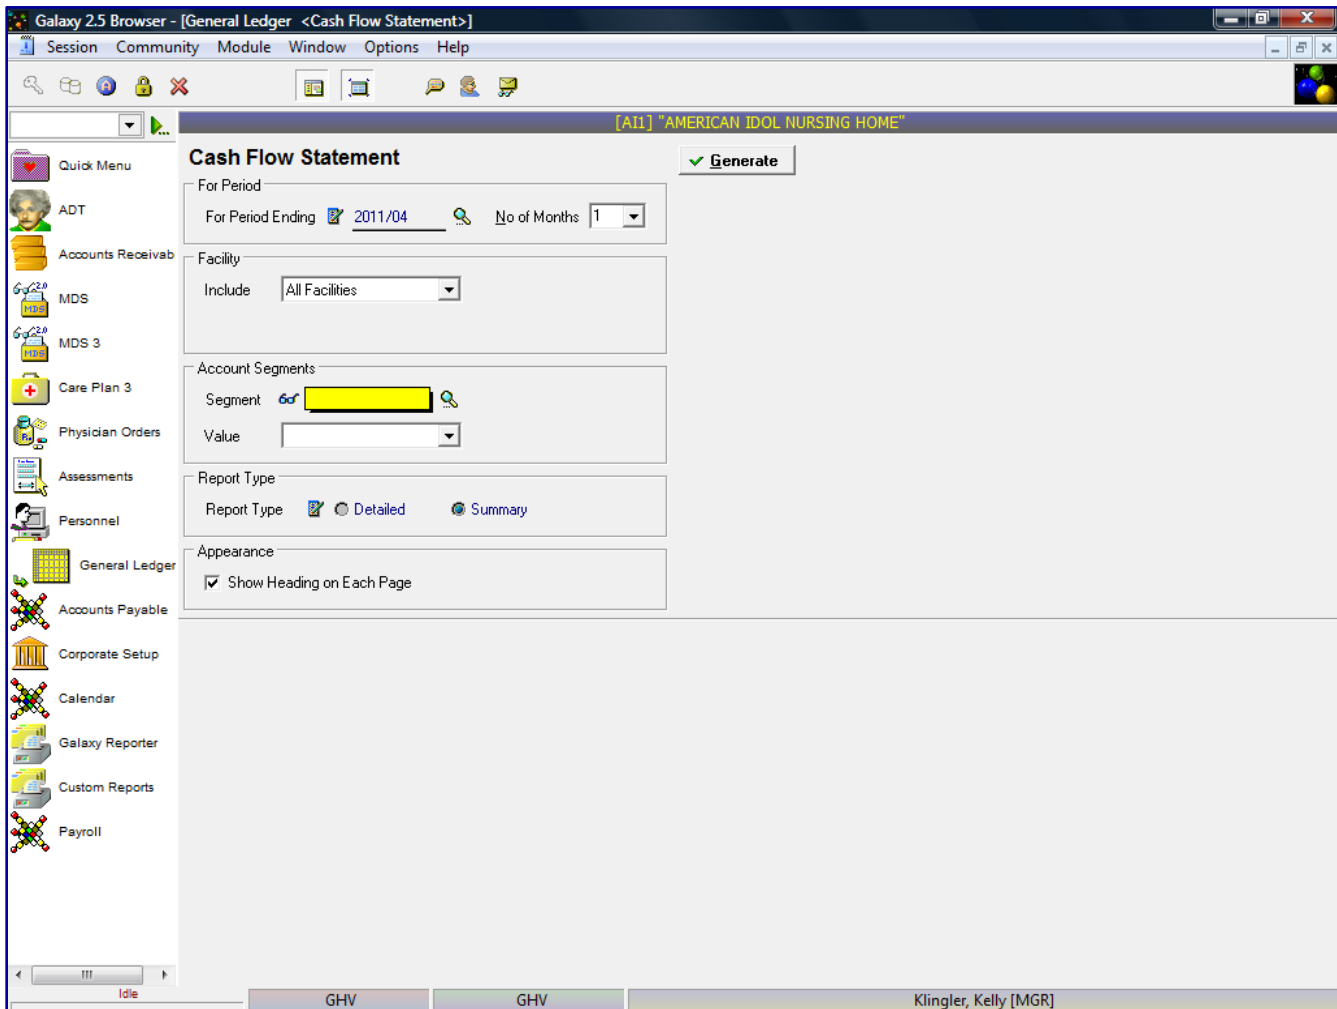 Galaxy 2.5 Browser - [General Ledger <Cash Flow Statement>]
Session Community Module Window Options Help
[AI1] "AMERICAN IDOL NURSING HOME"
Quick Menu
ADT
Accounts Receivab
MDS
MDS 3
Care Plan 3
Physician Orders
Assessments
Personnel
General Ledger
Accounts Payable
Corporate Setup
Calendar
Galaxy Reporter
Custom Reports
Payroll
Cash Flow Statement
Generate
For Period
For Period Ending 2011/04 No of Months 1
Facility
Include All Facilities
Account Segments
Segment
Value
Report Type
Report Type Detailed Summary
Appearance
Show Heading on Each Page
Idle GHV GHV Klingler, Kelly [MGR]